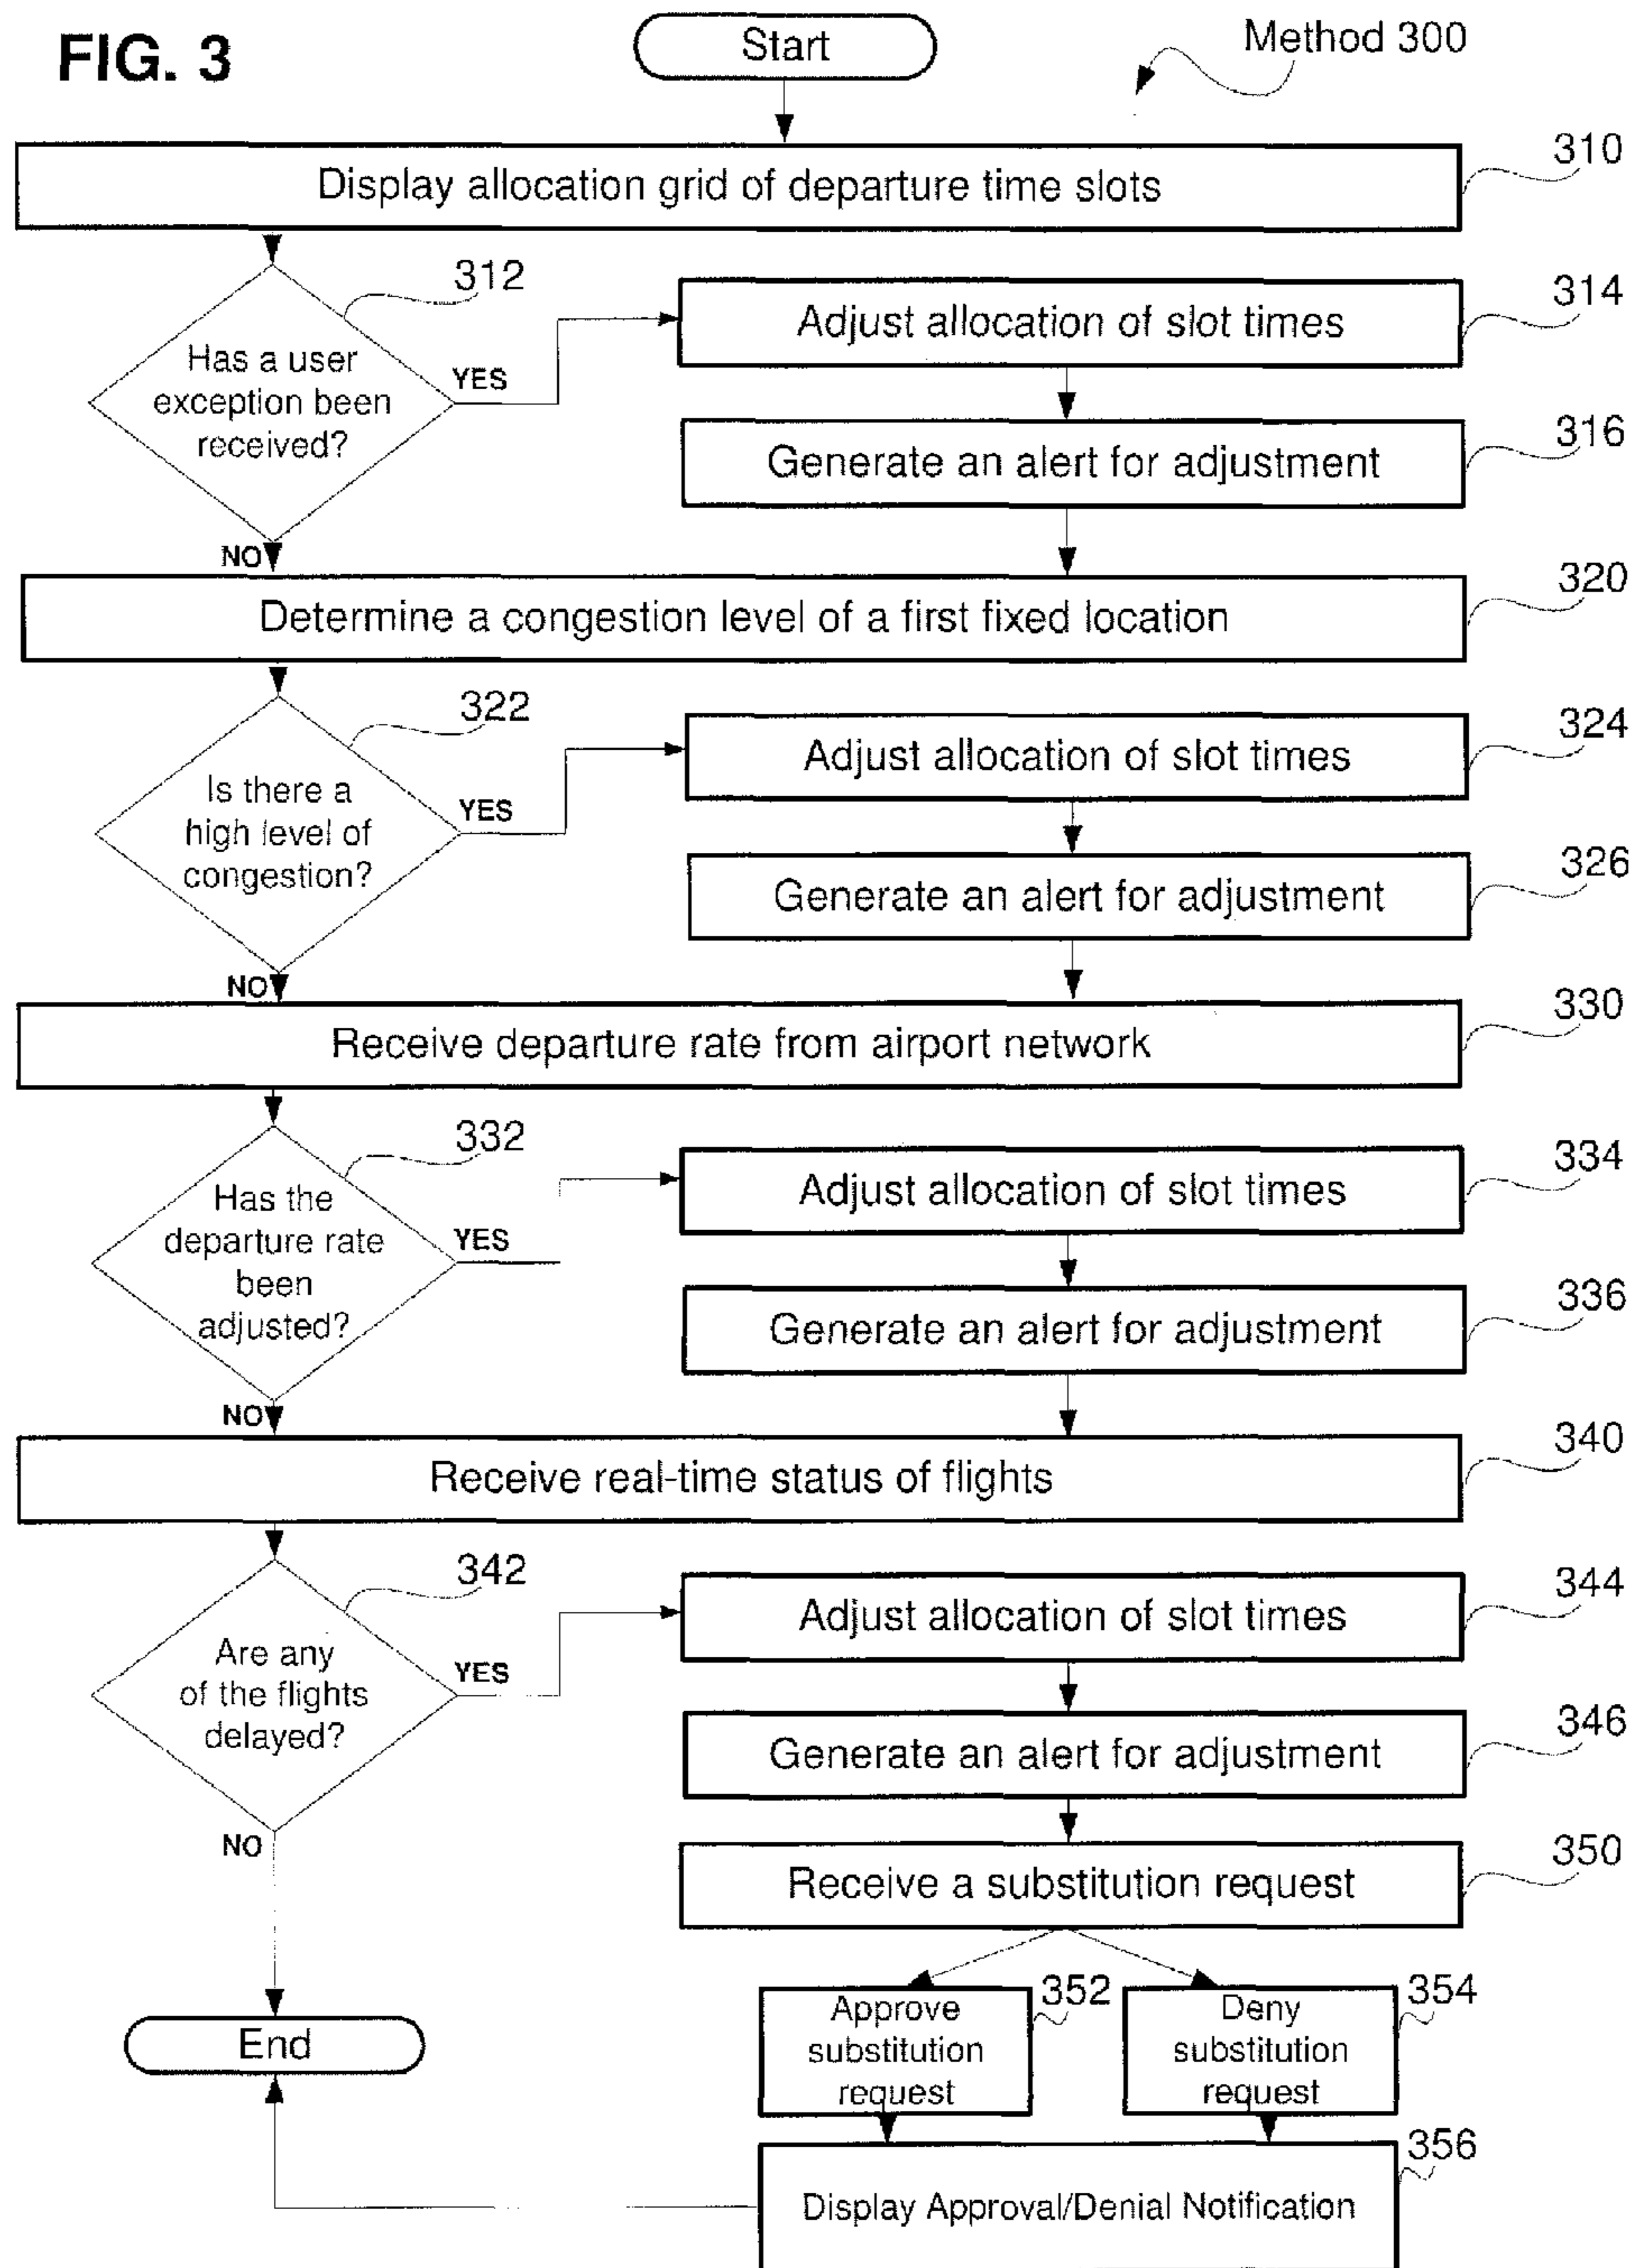 FIG. 3
Start
Method 300
310
Display allocation grid of departure time slots
312
314
Has a user
exception been
received?
YES
Adjust allocation of slot times
316
Generate an alert for adjustment
NO
320
Determine a congestion level of a first fixed location
322
324
Is there a
high level of
congestion?
YES
Adjust allocation of slot times
326
Generate an alert for adjustment
NO
330
Receive departure rate from airport network
332
334
Has the
departure rate
been
adjusted?
YES
Adjust allocation of slot times
336
Generate an alert for adjustment
NO
340
Receive real-time status of flights
342
344
Are any
of the flights
delayed?
YES
Adjust allocation of slot times
346
Generate an alert for adjustment
NO
350
Receive a substitution request
352
Approve
substitution
request
354
Deny
substitution
request
End
356
Display Approval/Denial Notification